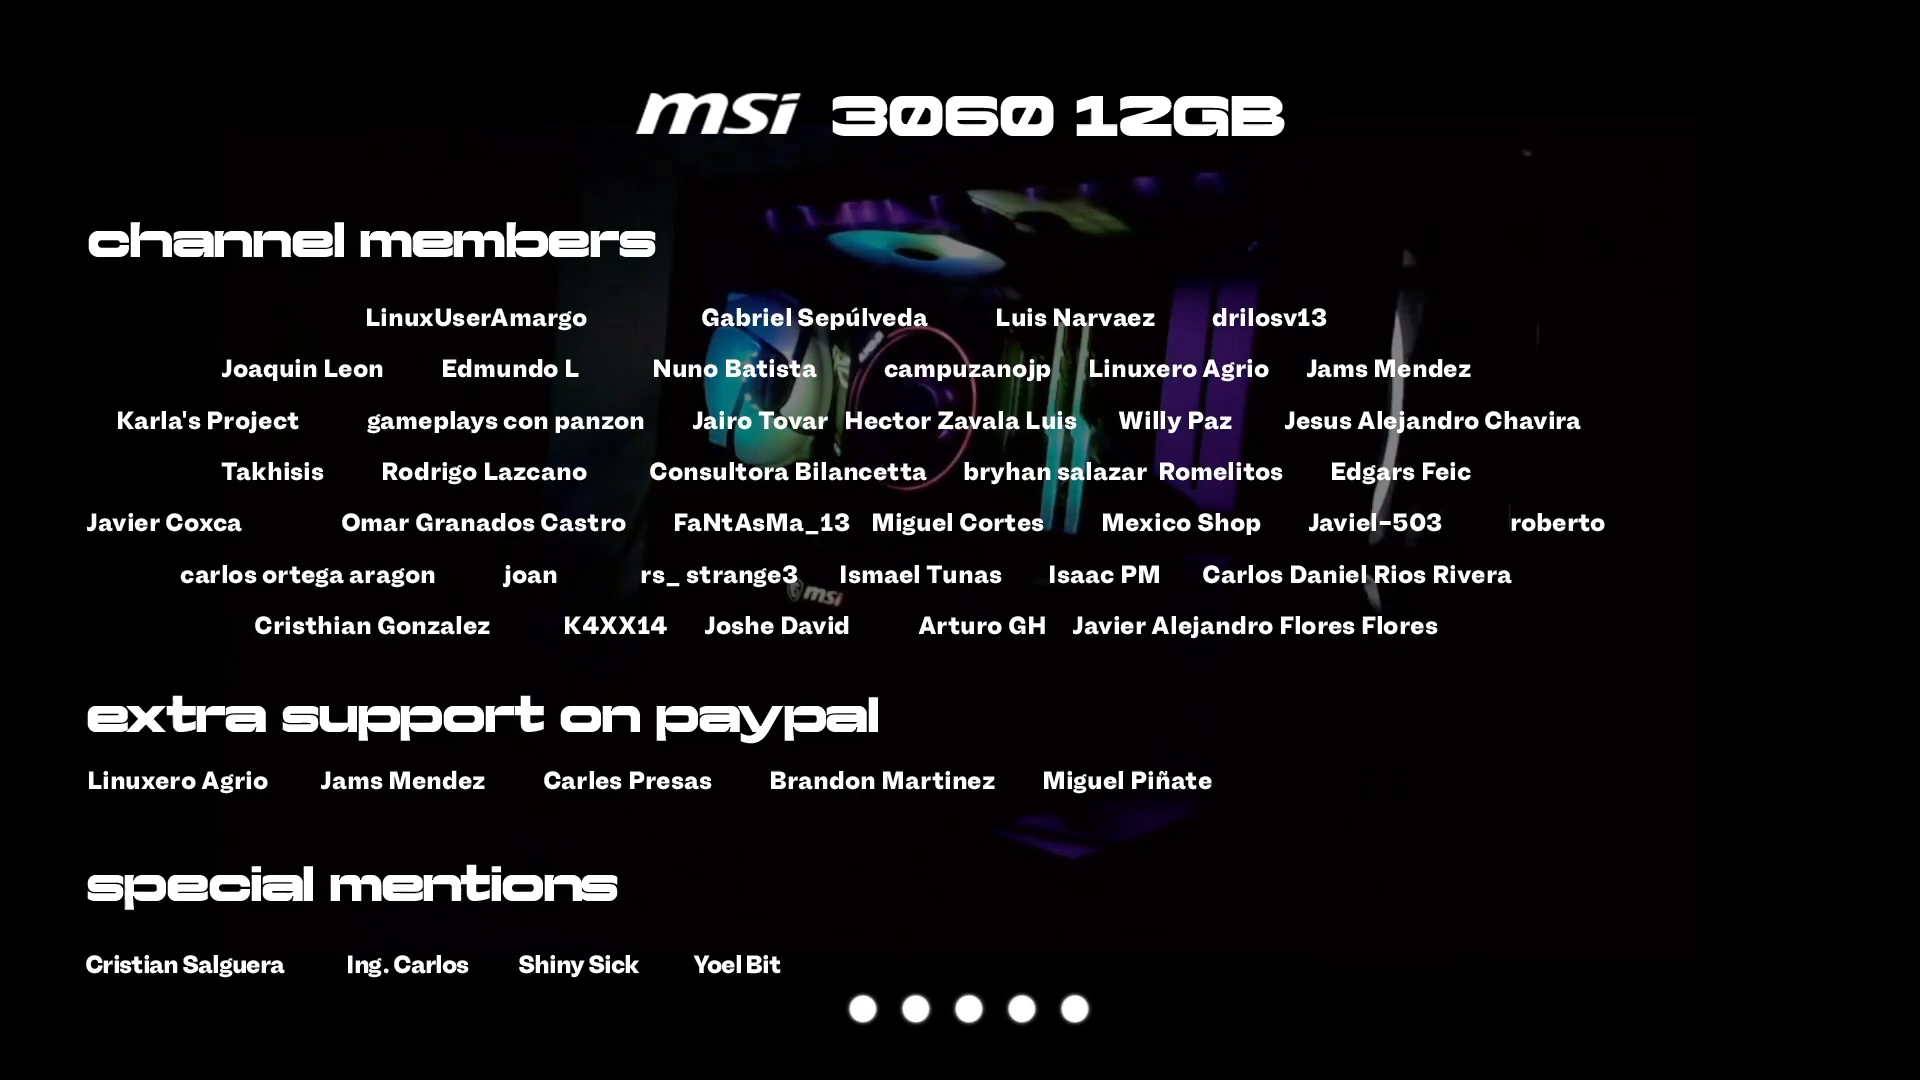 msi 3060 12GB
channel members
LinuxUserAmargo Gabriel Sepúlveda Luis Narvaez drilosv13
Joaquin Leon Edmundo L Nuno Batista campuzanojp Linuxero Agrio Jams Mendez
Karla's Project gameplays con panzon Jairo Tovar Hector Zavala Luis Willy Paz Jesus Alejandro Chavira
Takhisis Rodrigo Lazcano Consultora Bilancetta bryhan salazar Romelitos Edgars Feic
Javier Coxca Omar Granados Castro FaNtAsMa_13 Miguel Cortes Mexico Shop Javiel-503 roberto
carlos ortega aragon joan rs_ strange3 Ismael Tunas Isaac PM Carlos Daniel Rios Rivera
msi
Cristhian Gonzalez K4XX14 Joshe David Arturo GH Javier Alejandro Flores Flores
extra support on paypal
Linuxero Agrio Jams Mendez Carles Presas Brandon Martinez Miguel Piñate
special mentions
Cristian Salguera Ing. Carlos Shiny Sick Yoel Bit